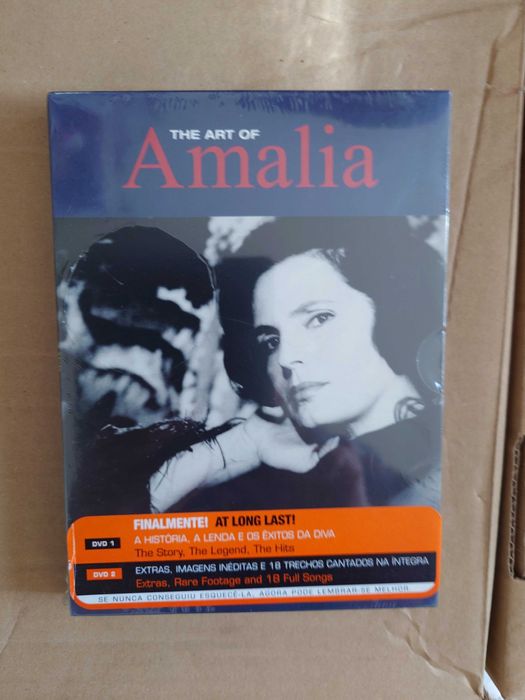 THE ART OF
Amalia
FINALMENTE! AT LONG LAST!
DVD 1
A HISTÓRIA, A LENDA E OS ÊXITOS DA DIVA
The Story, The Legend, The Hits
DVD 2
EXTRAS, IMAGENS INÉDITAS E 18 TRECHOS CANTADOS NA ÍNTEGRA
Extras, Rare Footage and 18 Full Songs
SE NUNCA CONSEGUIU ESQUECÊ-LA, AGORA PODE LEMBRAR-SE MELHOR.